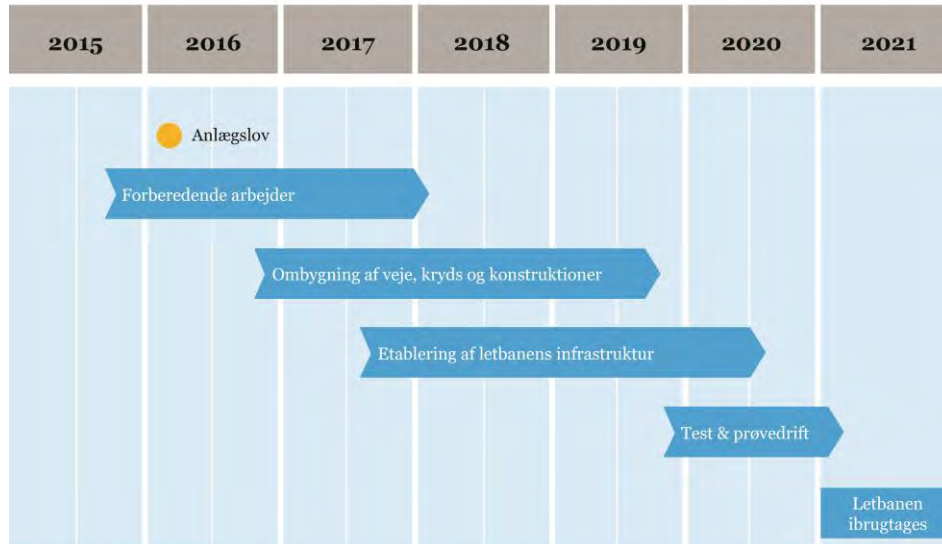 2015 2016 2017 2018 2019 2020 2021
Anlægslov
Forberedende arbejder
Ombygning af veje, kryds og konstruktioner
Etablering af letbanens infrastruktur
Test & prøvedrift
Letbanen
ibrugtages